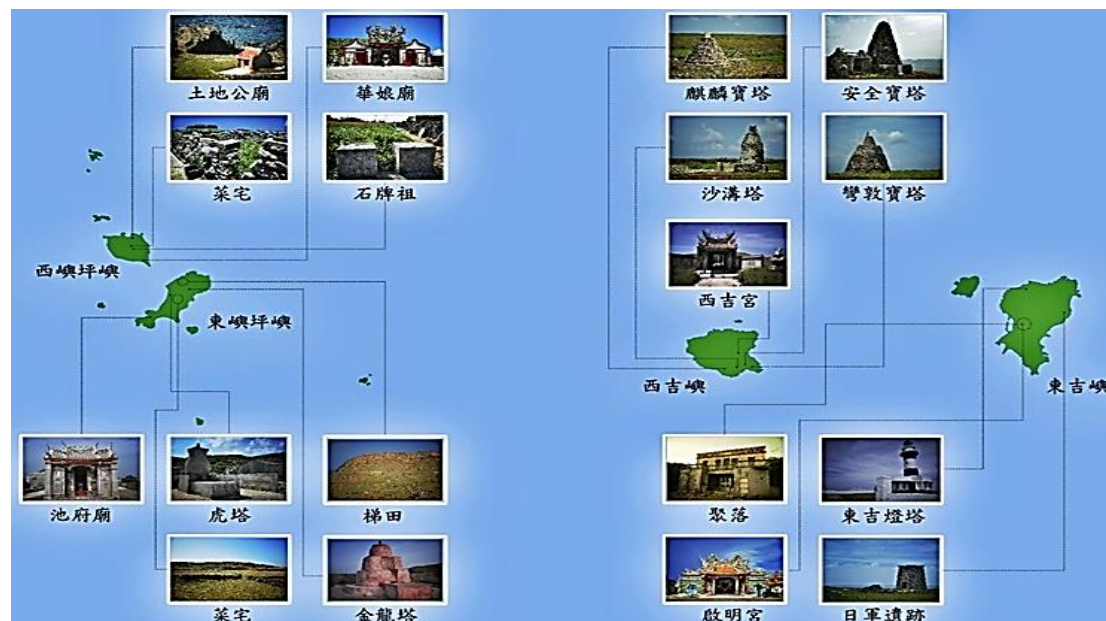 土地公廟
華娘廟
麒麟寶塔
安全寶塔
菜宅
石牌祖
沙溝塔
彎敦寶塔
西嶼坪嶼
東嶼坪嶼
西吉宮
西吉嶼
東吉嶼
池府廟
虎塔
梯田
聚落
東吉燈塔
菜宅
金龍塔
啟明宮
日軍遺跡